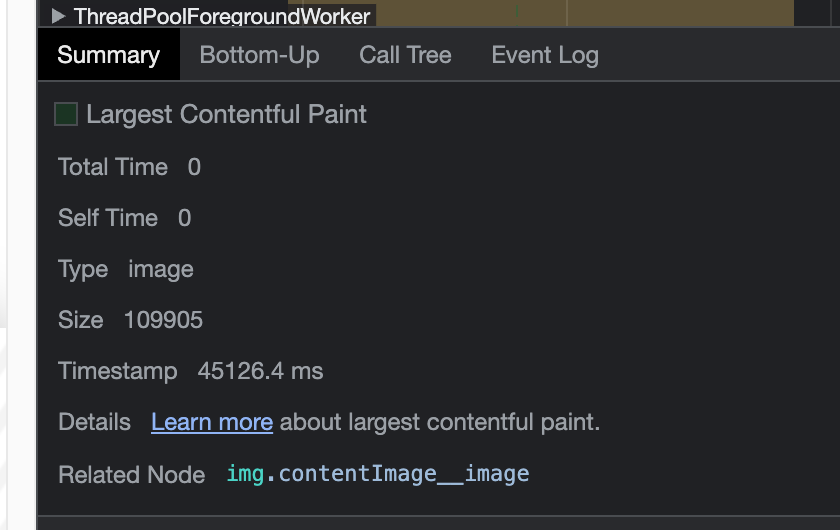 ▶ ThreadPoolForegroundWorker
Summary Bottom-Up Call Tree Event Log
Largest Contentful Paint
Total Time 0
Self Time 0
Type image
Size 109905
Timestamp 45126.4 ms
Details Learn more about largest contentful paint.
Related Node img.contentImage__image